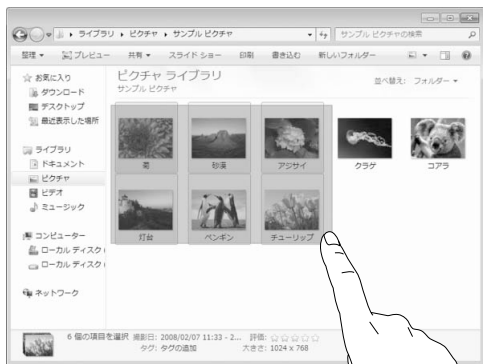 ライブラリ ▸ ピクチャ ▸ サンプル ピクチャ
サンプル ピクチャの検索
整理 プレビュー 共有 スライド ショー 印刷 書き込む 新しいフォルダー
お気に入り
ダウンロード
デスクトップ
最近表示した場所
ライブラリ
ドキュメント
ピクチャ
ビデオ
ミュージック
コンピューター
ローカル ディスク (
ローカル ディスク (
ネットワーク
ピクチャ ライブラリ
サンプル ピクチャ
並べ替え: フォルダー
菊 砂漠 アジサイ クラゲ コアラ
灯台 ペンギン チューリップ
6 個の項目を選択 撮影日: 2008/02/07 11:33 - 2... 評価: ☆☆☆☆☆
タグ: タグの追加 大きさ: 1024 x 768